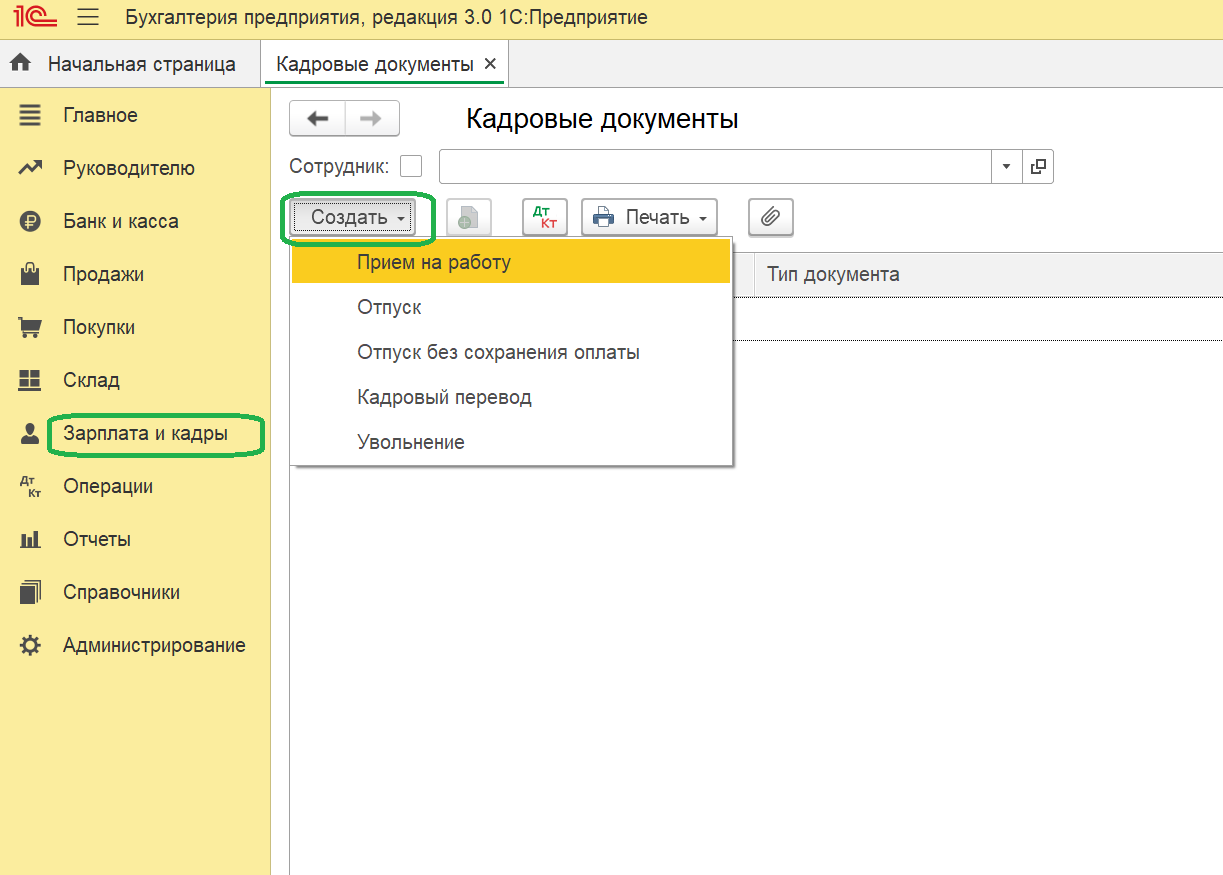 1С Бухгалтерия предприятия, редакция 3.0 1С:Предприятие
Начальная страница
Кадровые документы ×
Главное
Руководителю
Банк и касса
Продажи
Покупки
Склад
Зарплата и кадры
Операции
Отчеты
Справочники
Администрирование
Кадровые документы
Сотрудник:
Создать
Дт
Кт
Печать
Прием на работу
Отпуск
Отпуск без сохранения оплаты
Кадровый перевод
Увольнение
Тип документа
Дт
Кт